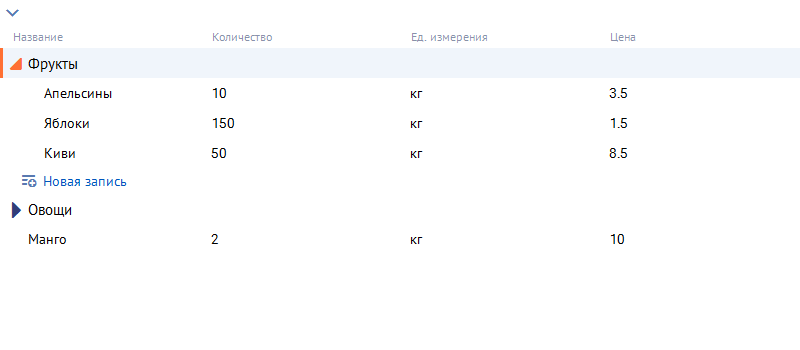 Название Количество Ед. измерения Цена
Фрукты
Апельсины 10 кг 3.5
Яблоки 150 кг 1.5
Киви 50 кг 8.5
Новая запись
Овощи
Манго 2 кг 10